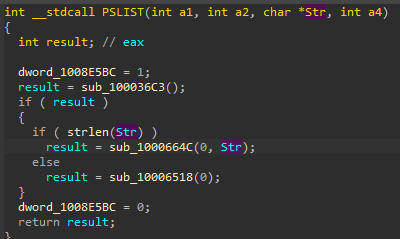 int __stdcall PSLIST(int a1, int a2, char *Str, int a4)
{
int result; // eax
dword_1008E5BC = 1;
result = sub_100036C3();
if ( result )
{
if ( strlen(Str) )
result = sub_1000664C(0, Str);
else
result = sub_10006518(0);
}
dword_1008E5BC = 0;
return result;
}